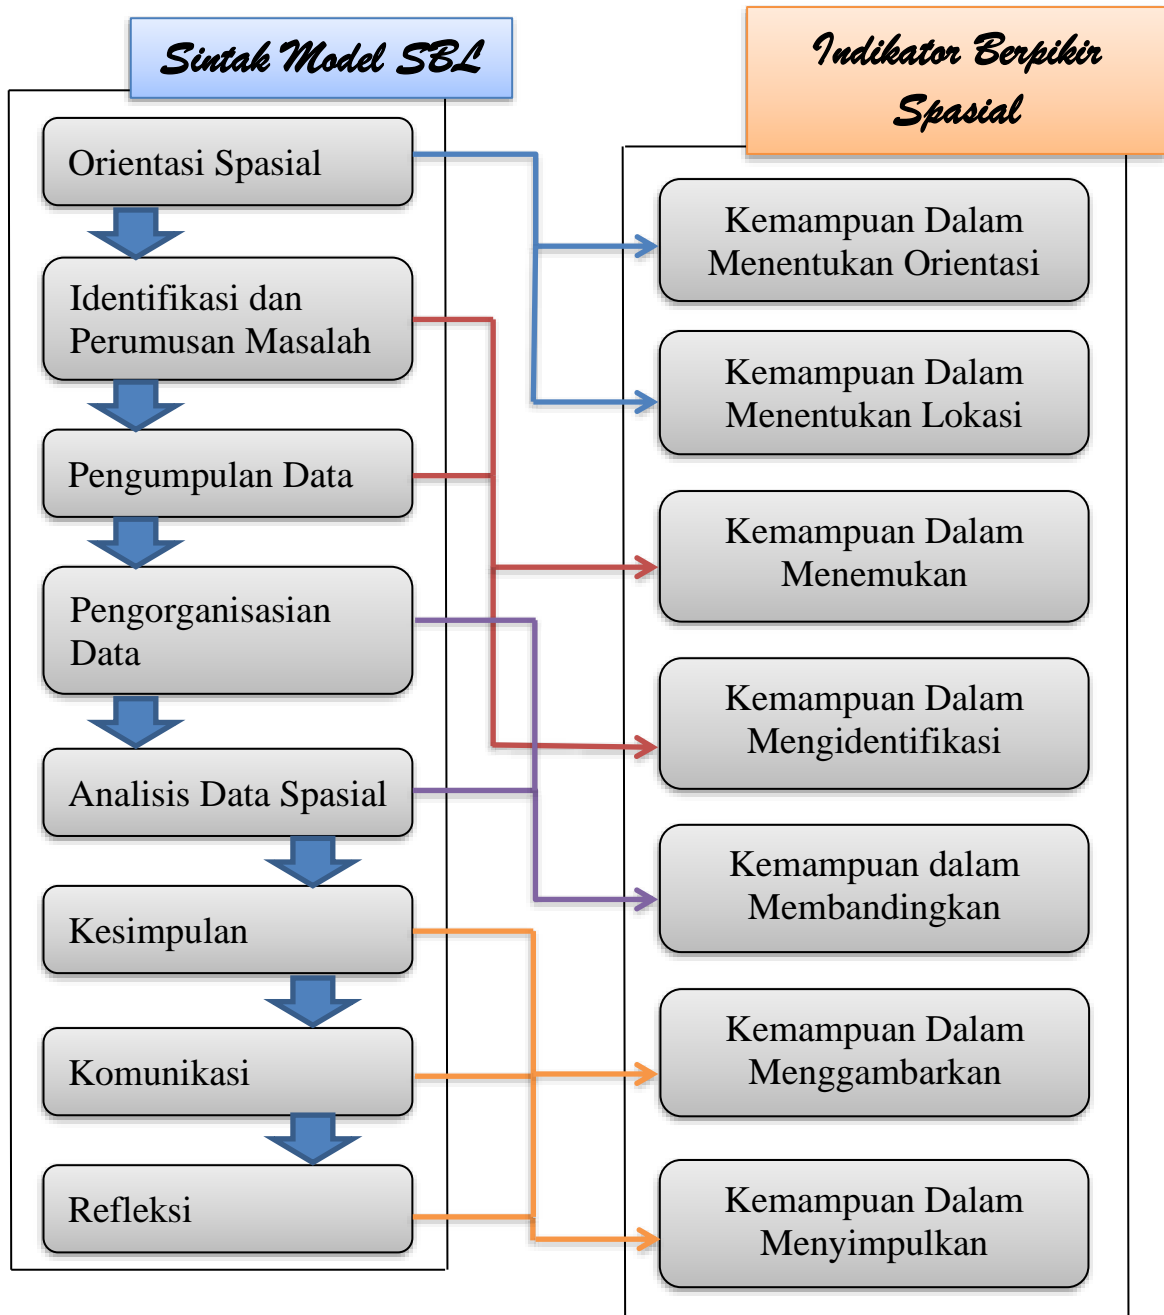 Sintak Model SBL
Orientasi Spasial
Identifikasi dan
Perumusan Masalah
Pengumpulan Data
Pengorganisasian
Data
Analisis Data Spasial
Kesimpulan
Komunikasi
Refleksi
Indikator Berpikir
Spasial
Kemampuan Dalam
Menentukan Orientasi
Kemampuan Dalam
Menentukan Lokasi
Kemampuan Dalam
Menemukan
Kemampuan Dalam
Mengidentifikasi
Kemampuan dalam
Membandingkan
Kemampuan Dalam
Menggambarkan
Kemampuan Dalam
Menyimpulkan